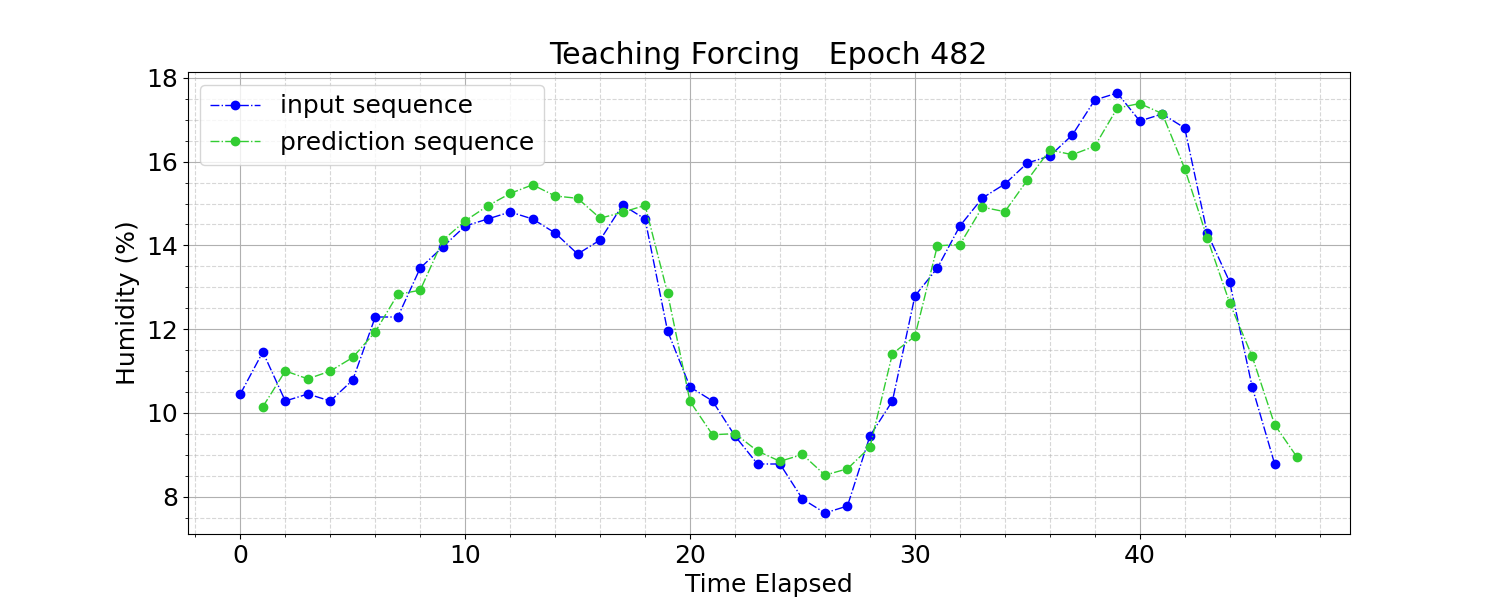 Teaching Forcing   Epoch 482
18
16
14
12
10
8
Humidity (%)
input sequence
prediction sequence
0 10 20 30 40
Time Elapsed